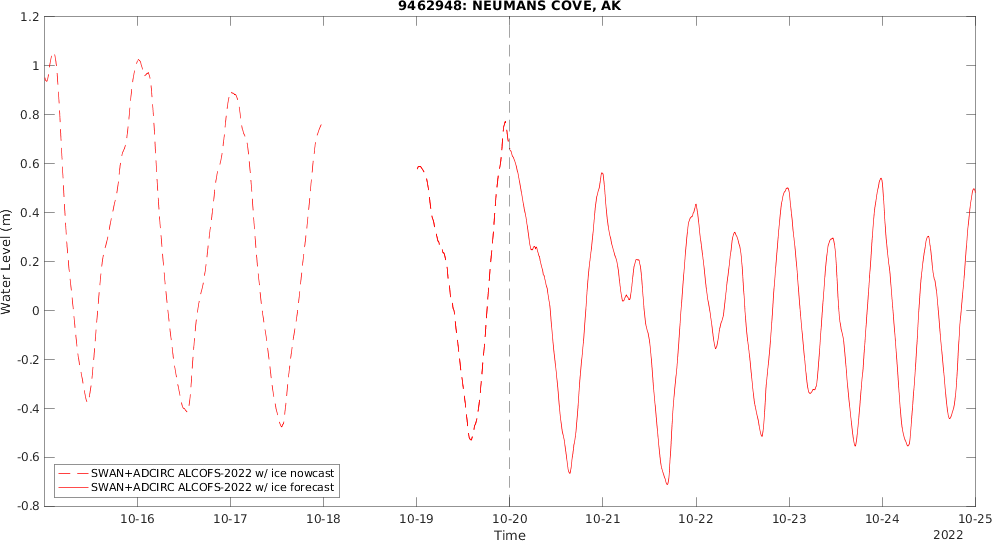 9462948: NEUMANS COVE, AK
Water Level (m)
1.2
1
0.8
0.6
0.4
0.2
0
-0.2
-0.4
-0.6
-0.8
SWAN+ADCIRC ALCOFS-2022 w/ ice nowcast
SWAN+ADCIRC ALCOFS-2022 w/ ice forecast
10-16 10-17 10-18 10-19 10-20 10-21 10-22 10-23 10-24 10-25
Time
2022